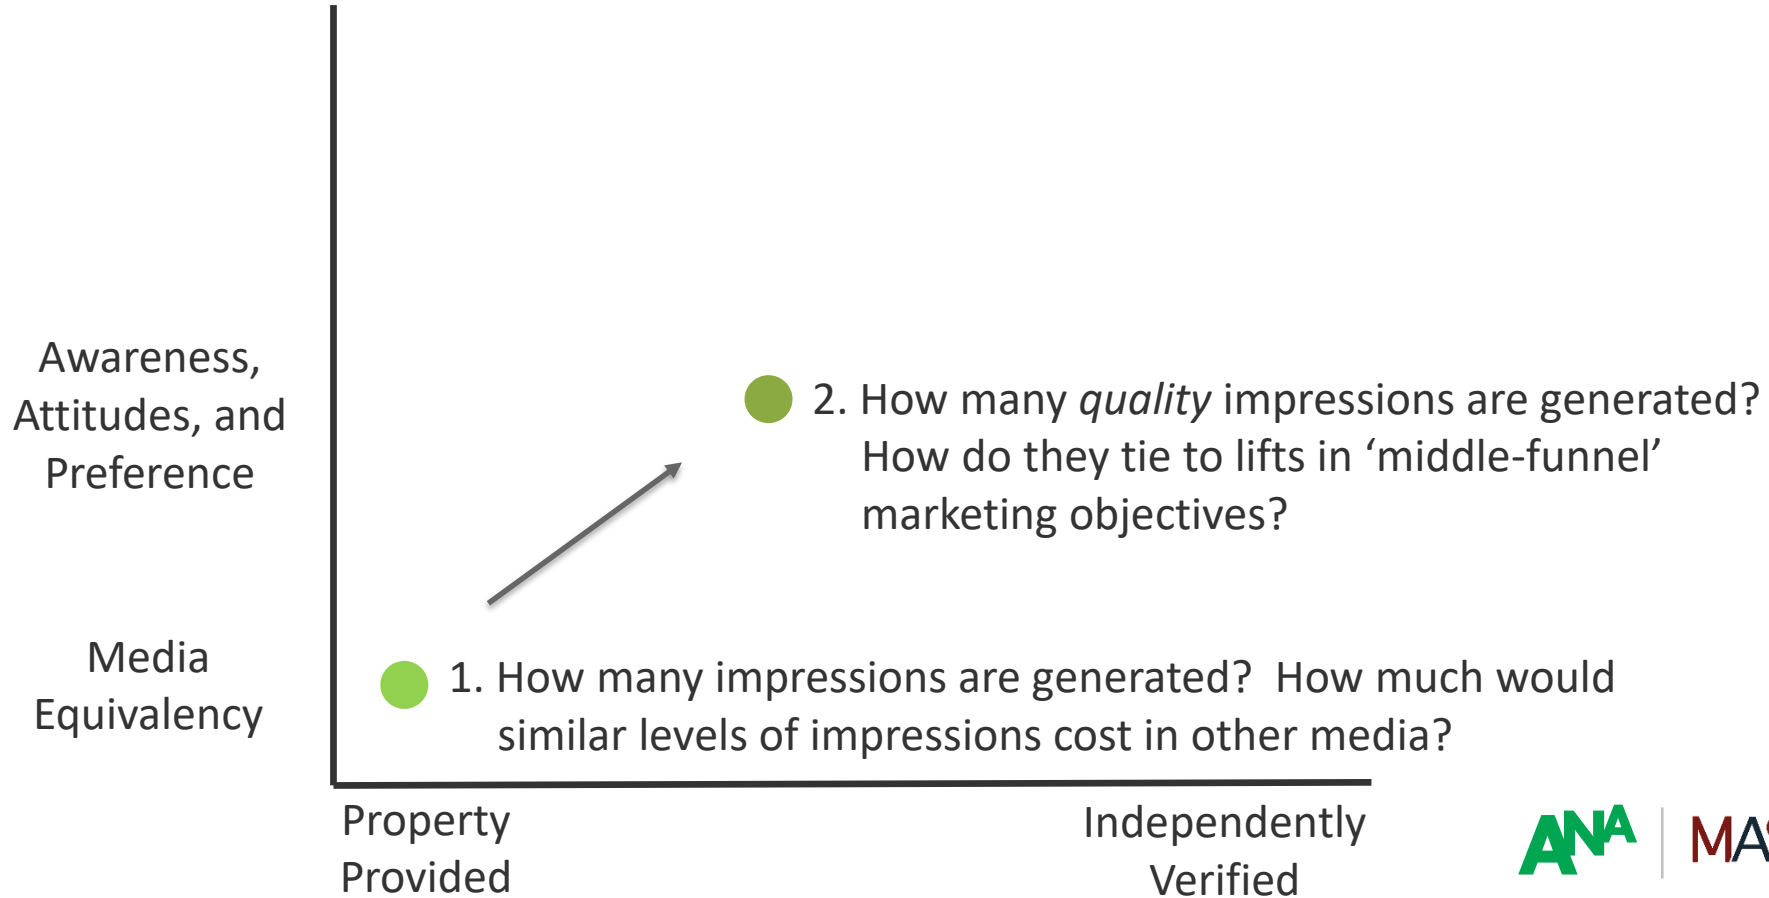 Awareness,
Attitudes, and
Preference
2. How many quality impressions are generated?
How do they tie to lifts in ‘middle-funnel’
marketing objectives?
Media
Equivalency
1. How many impressions are generated?  How much would
similar levels of impressions cost in other media?
Property
Provided
Independently
Verified
ANA